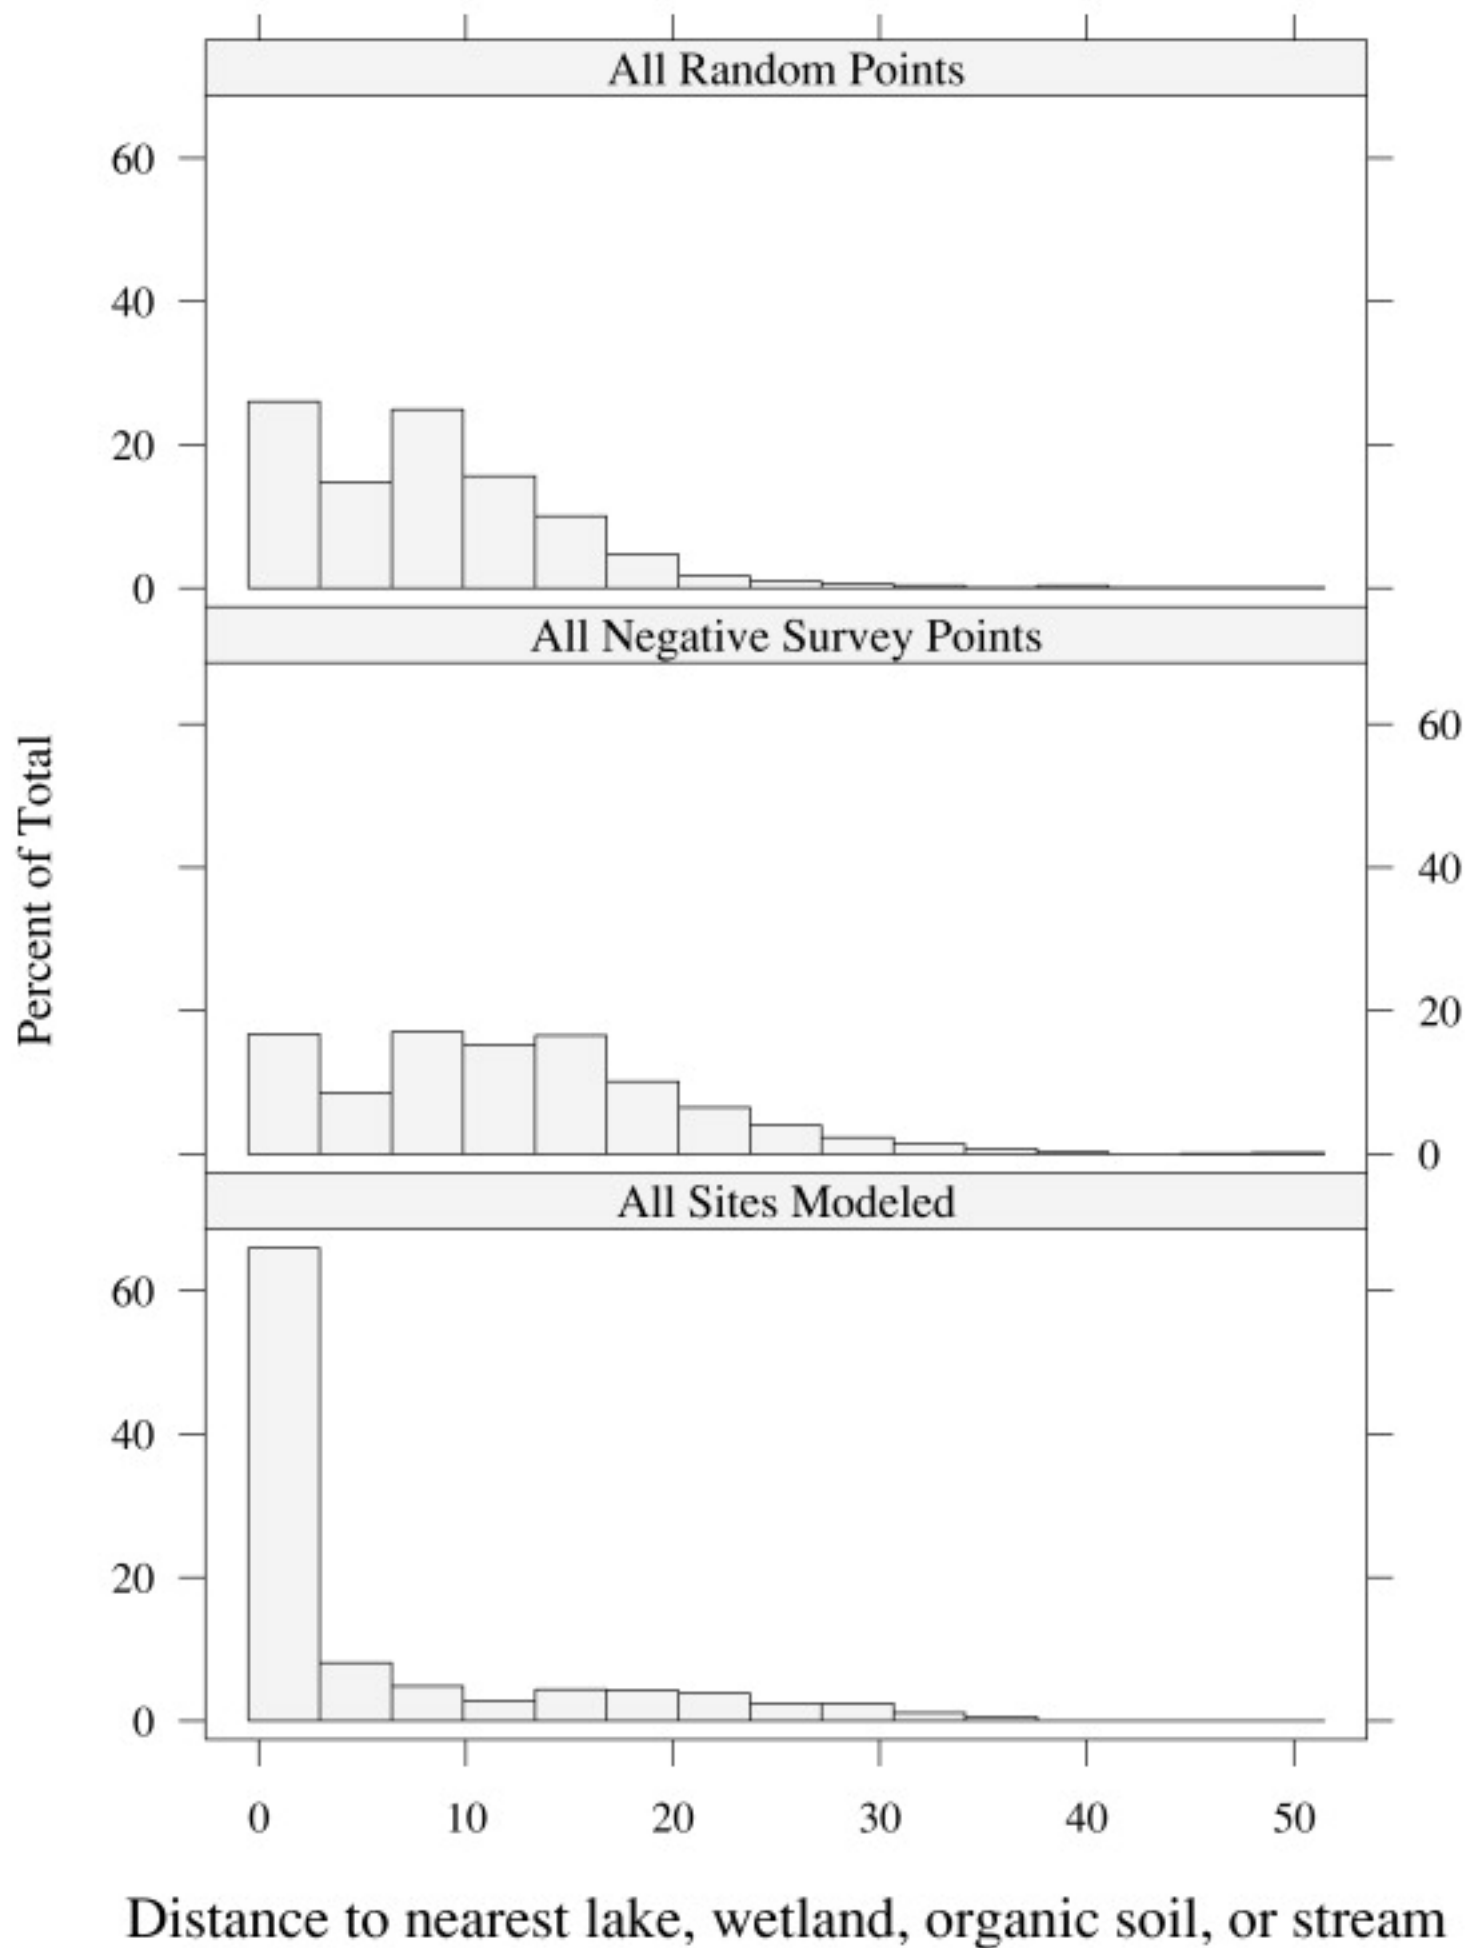 All Random Points
60
40
20
0
All Negative Survey Points
60
40
20
0
Percent of Total
All Sites Modeled
60
40
20
0
0 10 20 30 40 50
Distance to nearest lake, wetland, organic soil, or stream